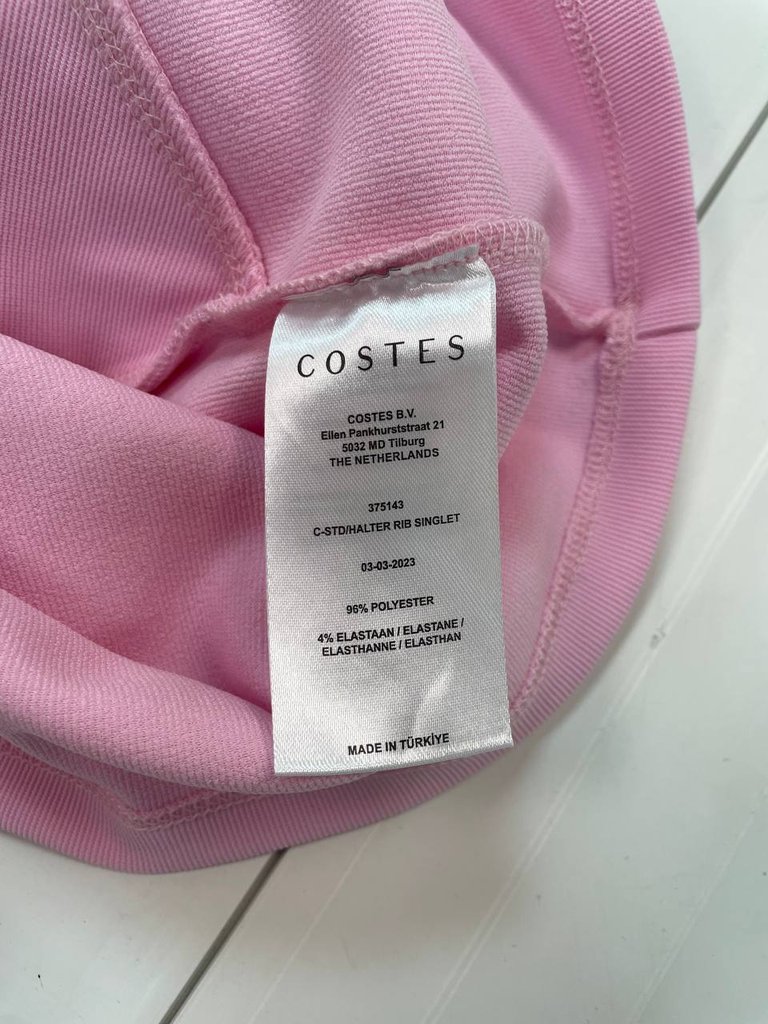 COSTES
COSTES B.V.
Ellen Pankhurststraat 21
5032 MD Tilburg
THE NETHERLANDS
375143
C-STD/HALTER RIB SINGLET
03-03-2023
96% POLYESTER
4% ELASTAAN / ELASTANE /
ELASTHANNE / ELASTHAN
MADE IN TÜRKİYE